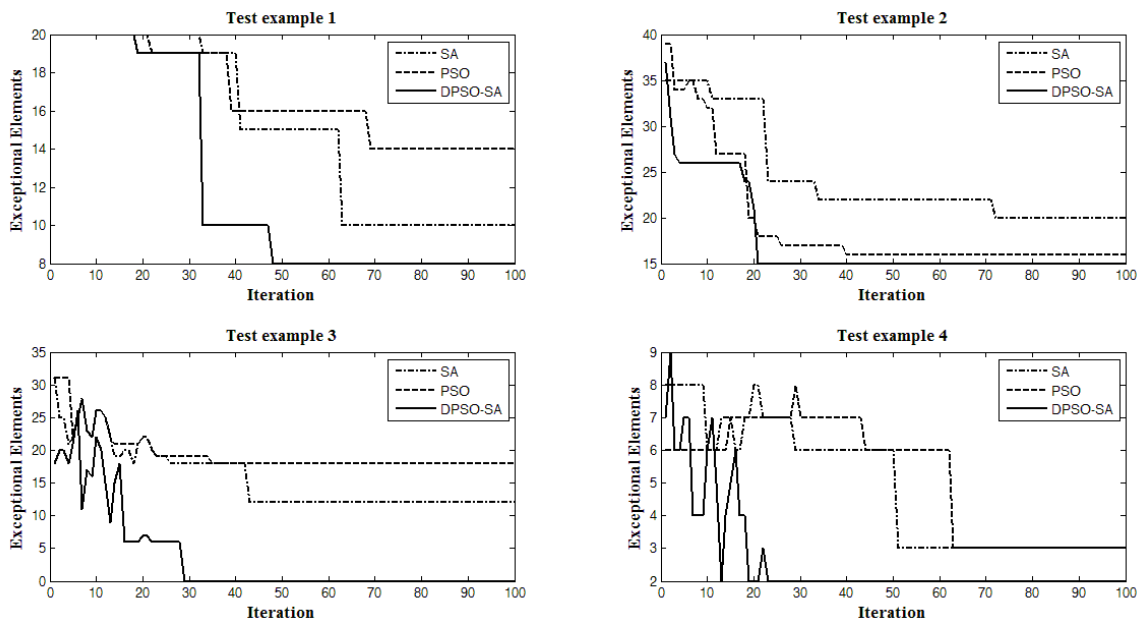 Test example 1
Exceptional Elements
20
18
16
14
12
10
8
SA
PSO
DPSO-SA
0 10 20 30 40 50 60 70 80 90 100
Iteration
Test example 2
Exceptional Elements
40
35
30
25
20
15
SA
PSO
DPSO-SA
0 10 20 30 40 50 60 70 80 90 100
Iteration
Test example 3
Exceptional Elements
35
30
25
20
15
10
5
0
SA
PSO
DPSO-SA
0 10 20 30 40 50 60 70 80 90 100
Iteration
Test example 4
Exceptional Elements
9
8
7
6
5
4
3
2
SA
PSO
DPSO-SA
0 10 20 30 40 50 60 70 80 90 100
Iteration